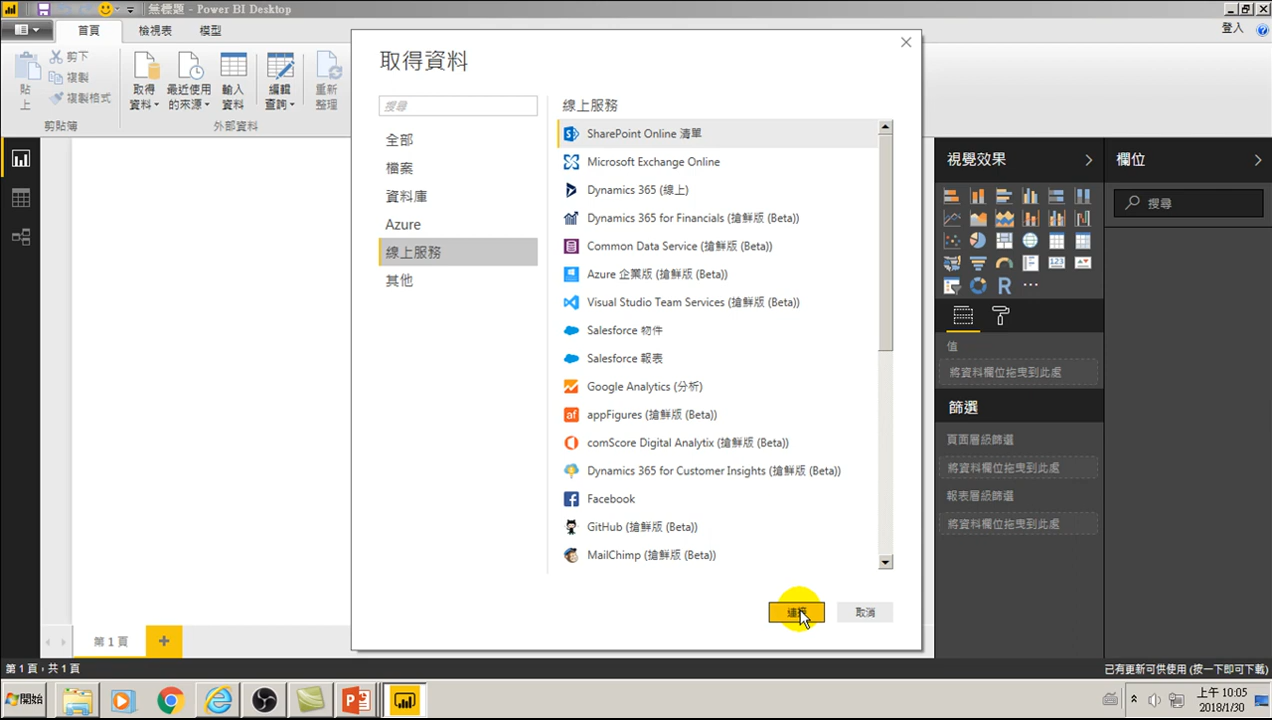 無標題 - Power BI Desktop
登入
首頁
檢視表
模型
貼上
剪下
複製
複製格式
剪貼簿
取得資料
最近使用的來源
輸入資料
編輯查詢
重新整理
外部資料
取得資料
搜尋
全部
檔案
資料庫
Azure
線上服務
其他
線上服務
SharePoint Online 清單
Microsoft Exchange Online
Dynamics 365 (線上)
Dynamics 365 for Financials (搶鮮版 (Beta))
Common Data Service (搶鮮版 (Beta))
Azure 企業版 (搶鮮版 (Beta))
Visual Studio Team Services (搶鮮版 (Beta))
Salesforce 物件
Salesforce 報表
Google Analytics (分析)
appFigures (搶鮮版 (Beta))
comScore Digital Analytix (搶鮮版 (Beta))
Dynamics 365 for Customer Insights (搶鮮版 (Beta))
Facebook
GitHub (搶鮮版 (Beta))
MailChimp (搶鮮版 (Beta))
取消
視覺效果
值
將資料欄位拖曳到此處
篩選
頁面層級篩選
將資料欄位拖曳到此處
報表層級篩選
將資料欄位拖曳到此處
欄位
搜尋
第 1 頁
第 1 頁，共 1 頁
已有更新可供使用 (按一下即可下載)
開始
上午 10:05
2018/1/30